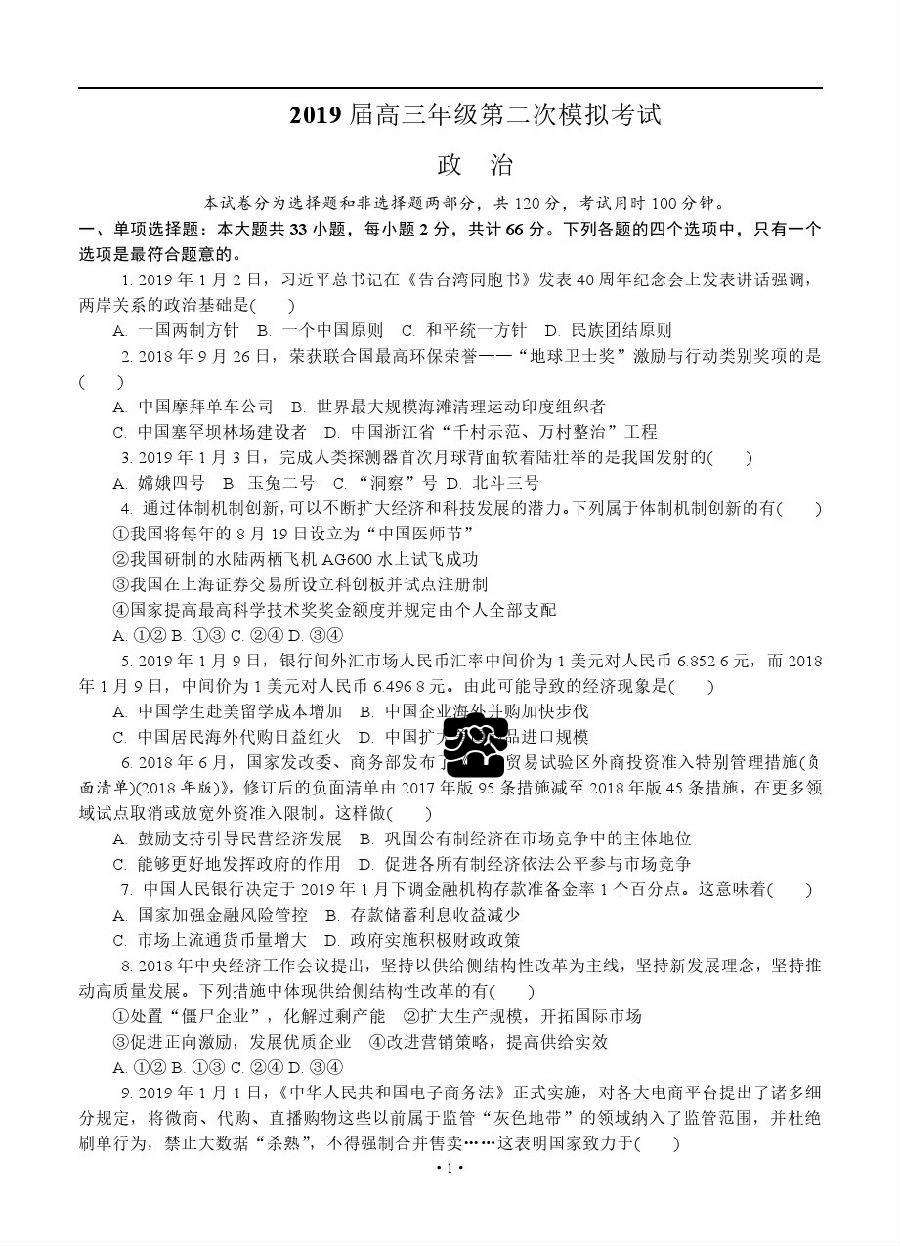 2019 届高三年级第二次模拟考试
政 治
本试卷分为选择题和非选择题两部分，共 120 分，考试用时 100 分钟。
一、单项选择题：本大题共 33 小题，每小题 2 分，共计 66 分。下列各题的四个选项中，只有一个
选项是最符合题意的。
1. 2019 年 1 月 2 日，习近平总书记在《告台湾同胞书》发表 40 周年纪念会上发表讲话强调，
两岸关系的政治基础是( )
A. 一国两制方针 B. 一个中国原则 C. 和平统一方针 D. 民族团结原则
2. 2018 年 9 月 26 日，荣获联合国最高环保荣誉——“地球卫士奖”激励与行动类别奖项的是
( )
A. 中国摩拜单车公司 B. 世界最大规模海滩清理运动印度组织者
C. 中国塞罕坝林场建设者 D. 中国浙江省“千村示范、万村整治”工程
3. 2019 年 1 月 3 日，完成人类探测器首次月球背面软着陆壮举的是我国发射的( )
A. 嫦娥四号 B 玉兔二号 C. “洞察”号 D. 北斗三号
4. 通过体制机制创新，可以不断扩大经济和科技发展的潜力。下列属于体制机制创新的有( )
①我国将每年的 8 月 19 日设立为“中国医师节”
②我国研制的水陆两栖飞机 AG600 水上试飞成功
③我国在上海证券交易所设立科创板并试点注册制
④国家提高最高科学技术奖奖金额度并规定由个人全部支配
A. ①② B. ①③ C. ②④ D. ③④
5. 2019 年 1 月 9 日，银行间外汇市场人民币汇率中间价为 1 美元对人民币 6.852 6 元，而 2018
年 1 月 9 日，中间价为 1 美元对人民币 6.496 8 元。由此可能导致的经济现象是( )
A. 中国学生赴美留学成本增加 B. 中国企业海外并购加快步伐
C. 中国居民海外代购日益红火 D. 中国扩大 品进口规模
6. 2018 年 6 月，国家发改委、商务部发布 贸易试验区外商投资准入特别管理措施(负
面清单)(2018 年版)》，修订后的负面清单由 2017 年版 95 条措施减至 2018 年版 45 条措施，在更多领
域试点取消或放宽外资准入限制。这样做( )
A. 鼓励支持引导民营经济发展 B. 巩固公有制经济在市场竞争中的主体地位
C. 能够更好地发挥政府的作用 D. 促进各所有制经济依法公平参与市场竞争
7. 中国人民银行决定于 2019 年 1 月下调金融机构存款准备金率 1 个百分点。这意味着( )
A. 国家加强金融风险管控 B. 存款储蓄利息收益减少
C. 市场上流通货币量增大 D. 政府实施积极财政政策
8. 2018 年中央经济工作会议提出，坚持以供给侧结构性改革为主线，坚持新发展理念，坚持推
动高质量发展。下列措施中体现供给侧结构性改革的有( )
①处置“僵尸企业”，化解过剩产能 ②扩大生产规模，开拓国际市场
③促进正向激励，发展优质企业 ④改进营销策略，提高供给实效
A. ①② B. ①③ C. ②④ D. ③④
9. 2019 年 1 月 1 日，《中华人民共和国电子商务法》正式实施，对各大电商平台提出了诸多细
分规定，将微商、代购、直播购物这些以前属于监管“灰色地带”的领域纳入了监管范围，并杜绝
刷单行为，禁止大数据“杀熟”，不得强制合并售卖……这表明国家致力于( )
·1·